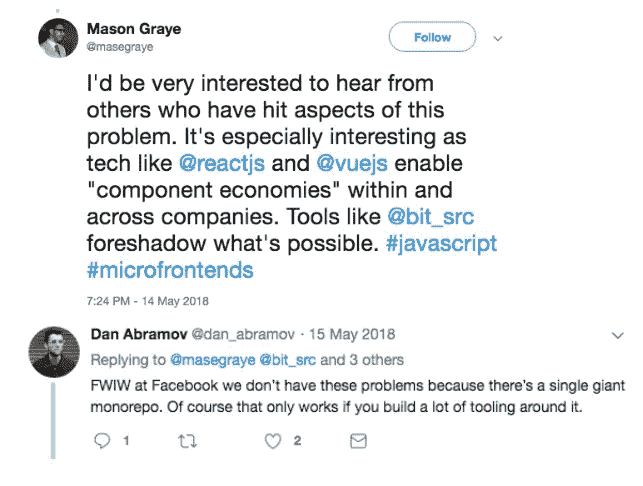 Mason Graye
@masegraye
Follow
I'd be very interested to hear from
others who have hit aspects of this
problem. It's especially interesting as
tech like @reactjs and @vuejs enable
"component economies" within and
across companies. Tools like @bit_src
foreshadow what's possible. #javascript
#microfrontends
7:24 PM - 14 May 2018
Dan Abramov @dan_abramov · 15 May 2018
Replying to @masegraye @bit_src and 3 others
FWIW at Facebook we don't have these problems because there's a single giant
monorepo. Of course that only works if you build a lot of tooling around it.
1 2